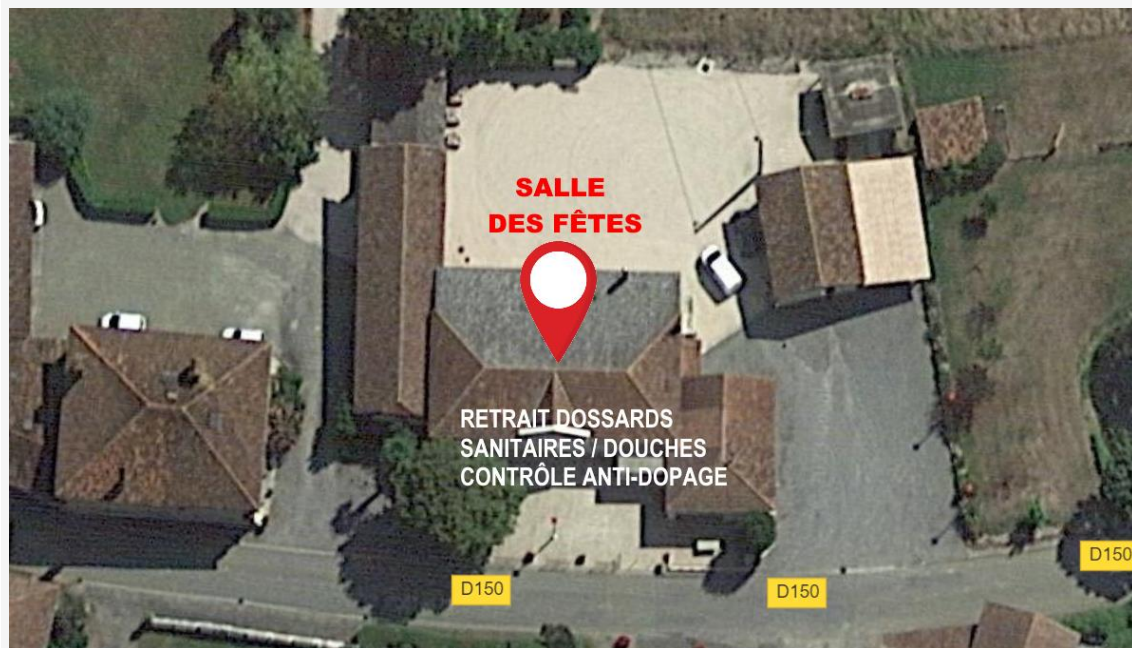 SALLE
DES FÊTES
RETRAIT DOSSARDS
SANITAIRES / DOUCHES
CONTRÔLE ANTI-DOPAGE
D150
D150
D150